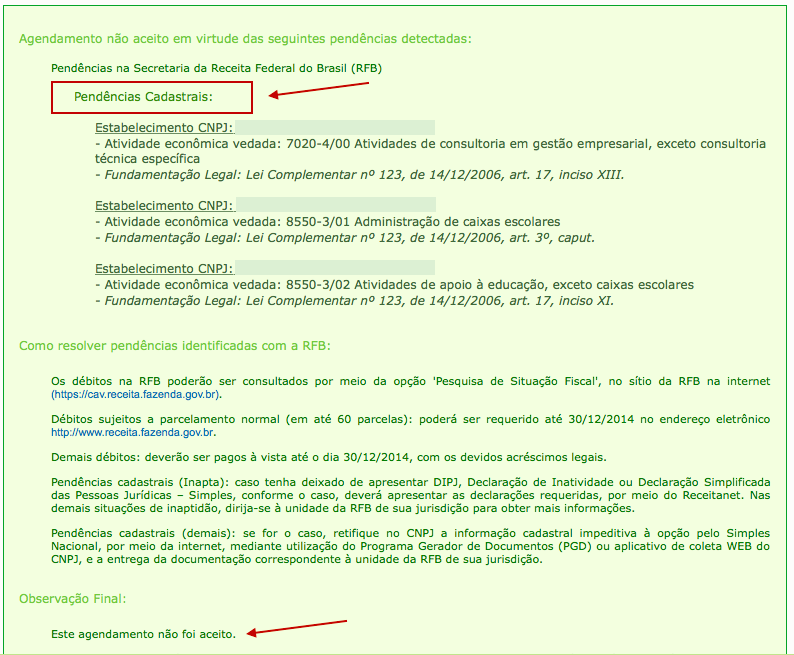 Agendamento não aceito em virtude das seguintes pendências detectadas:
Pendências na Secretaria da Receita Federal do Brasil (RFB)
Pendências Cadastrais:
Estabelecimento CNPJ:
- Atividade econômica vedada: 7020-4/00 Atividades de consultoria em gestão empresarial, exceto consultoria
técnica específica
- Fundamentação Legal: Lei Complementar nº 123, de 14/12/2006, art. 17, inciso XIII.
Estabelecimento CNPJ:
- Atividade econômica vedada: 8550-3/01 Administração de caixas escolares
- Fundamentação Legal: Lei Complementar nº 123, de 14/12/2006, art. 3º, caput.
Estabelecimento CNPJ:
- Atividade econômica vedada: 8550-3/02 Atividades de apoio à educação, exceto caixas escolares
- Fundamentação Legal: Lei Complementar nº 123, de 14/12/2006, art. 17, inciso XI.
Como resolver pendências identificadas com a RFB:
Os débitos na RFB poderão ser consultados por meio da opção 'Pesquisa de Situação Fiscal', no sítio da RFB na internet
(https://cav.receita.fazenda.gov.br).
Débitos sujeitos a parcelamento normal (em até 60 parcelas): poderá ser requerido até 30/12/2014 no endereço eletrônico
http://www.receita.fazenda.gov.br.
Demais débitos: deverão ser pagos à vista até o dia 30/12/2014, com os devidos acréscimos legais.
Pendências cadastrais (Inapta): caso tenha deixado de apresentar DIPJ, Declaração de Inatividade ou Declaração Simplificada
das Pessoas Jurídicas – Simples, conforme o caso, deverá apresentar as declarações requeridas, por meio do Receitanet. Nas
demais situações de inaptidão, dirija-se à unidade da RFB de sua jurisdição para obter mais informações.
Pendências cadastrais (demais): se for o caso, retifique no CNPJ a informação cadastral impeditiva à opção pelo Simples
Nacional, por meio da internet, mediante utilização do Programa Gerador de Documentos (PGD) ou aplicativo de coleta WEB do
CNPJ, e a entrega da documentação correspondente à unidade da RFB de sua jurisdição.
Observação Final:
Este agendamento não foi aceito.